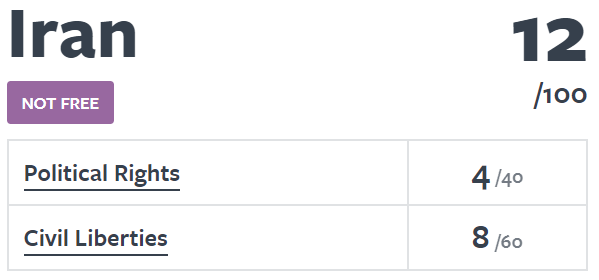 Iran 12
NOT FREE /100
Political Rights 4 /40
Civil Liberties 8 /60